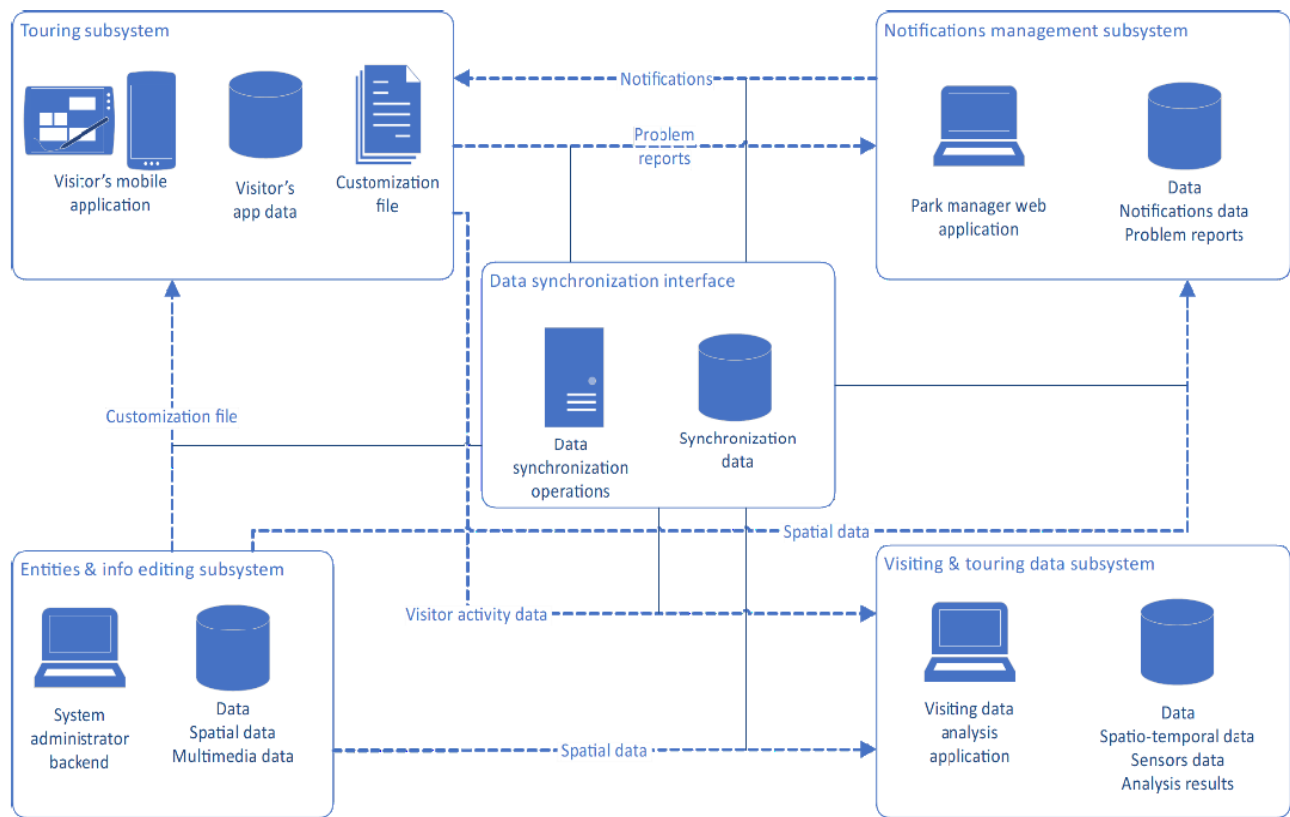 Touring subsystem
Visitor's mobile
application
Visitor's
app data
Customization
file
Notifications
Problem
reports
Notifications management subsystem
Park manager web
application
Data
Notifications data
Problem reports
Data synchronization interface
Data
synchronization
operations
Synchronization
data
Customization file
Spatial data
Entities & info editing subsystem
System
administrator
backend
Data
Spatial data
Multimedia data
Visitor activity data
Spatial data
Visiting & touring data subsystem
Visiting data
analysis
application
Data
Spatio-temporal data
Sensors data
Analysis results